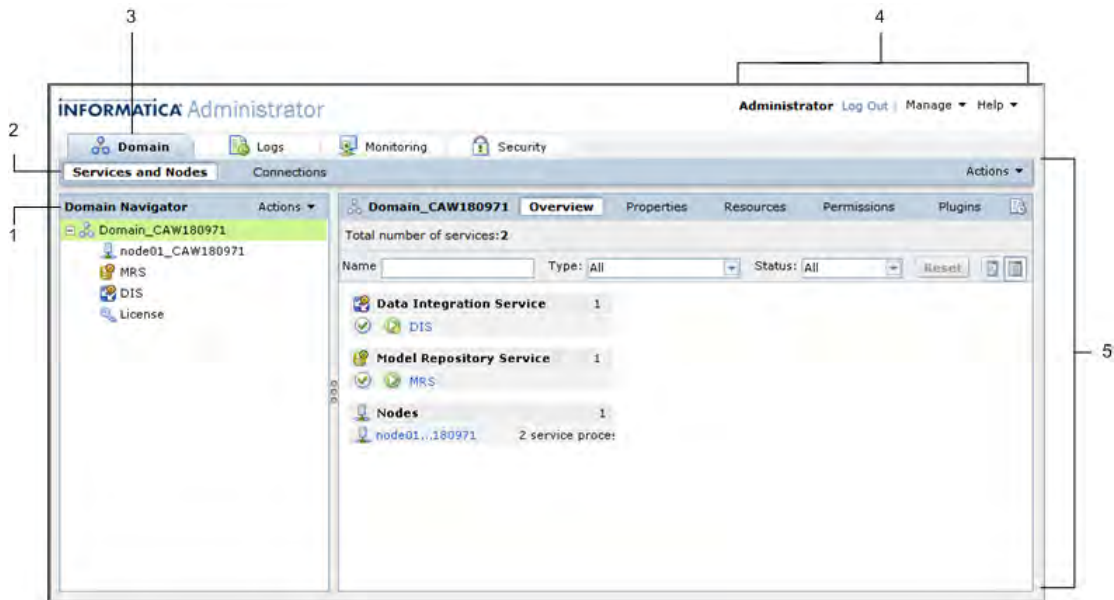 3 4
INFORMATICA Administrator Administrator Log Out | Manage Help
2
Domain Logs Monitoring Security
Services and Nodes Connections Actions
1
Domain Navigator Actions Domain_CAW180971 Overview Properties Resources Permissions Plugins
Domain_CAW180971 Total number of services:2
node01_CAW180971
MRS Name Type: All Status: All Reset
DIS Data Integration Service 1
License DIS
Model Repository Service 1
5
MRS
Nodes 1
node01...180971 2 service proce